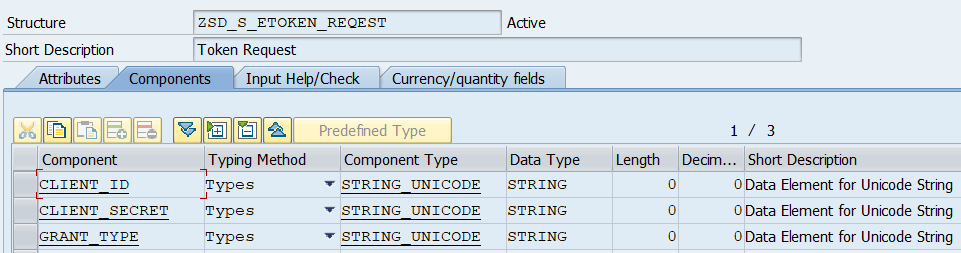 Structure ZSD_S_ETOKEN_REQEST Active
Short Description Token Request
Attributes Components Input Help/Check Currency/quantity fields
Predefined Type 1 / 3
Component Typing Method Component Type Data Type Length Decim... Short Description
CLIENT_ID Types STRING_UNICODE STRING 0 0 Data Element for Unicode String
CLIENT_SECRET Types STRING_UNICODE STRING 0 0 Data Element for Unicode String
GRANT_TYPE Types STRING_UNICODE STRING 0 0 Data Element for Unicode String